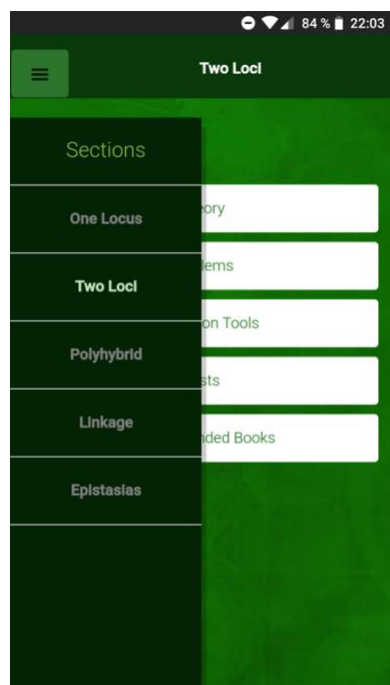 84 % 22:03
Two Loci
Sections
One Locus
Two Loci
Polyhybrid
Linkage
Epistasias
eory
lems
on Tools
sts
nded Books